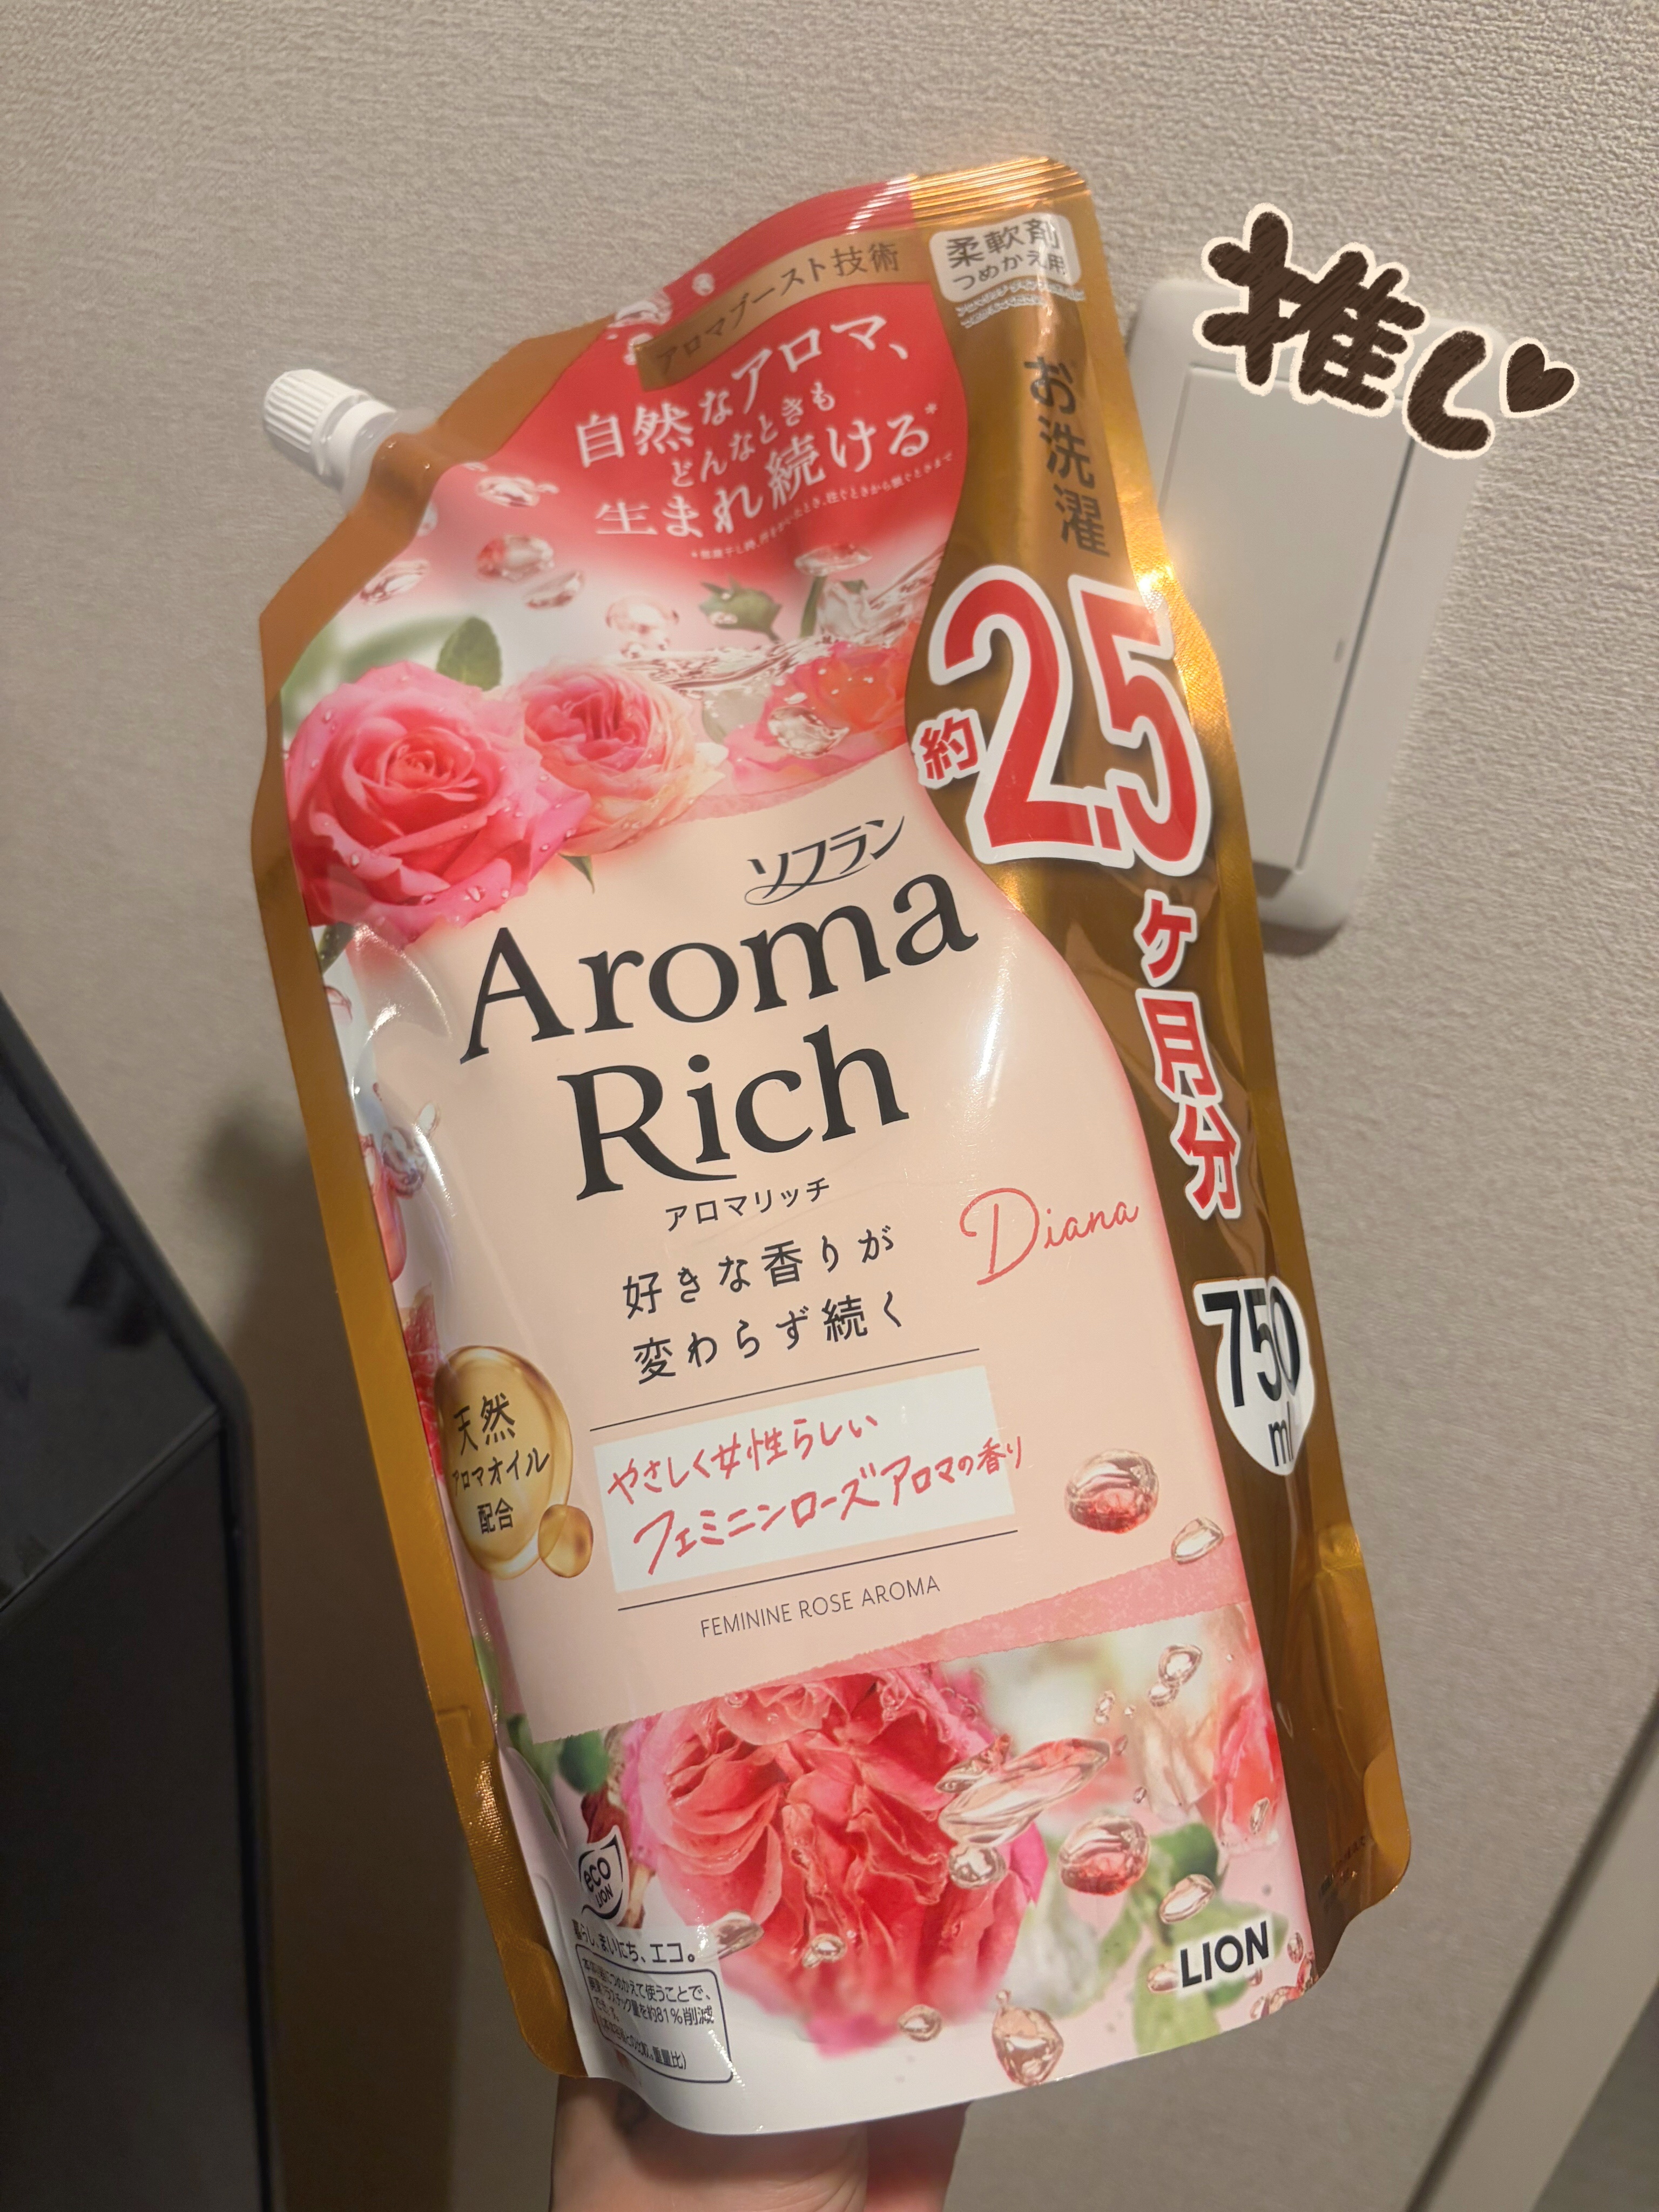 推し
柔軟剤
つめかえ用
アロマブースト技術
自然なアロマ、
どんなときも
生まれ続ける*
お洗濯
約2.5ヶ月分
750
ml
ソフラン
Aroma
Rich
アロマリッチ
Diana
好きな香りが
変わらず続く
天然
アロマオイル
配合
やさしく女性らしい
フェミニンローズアロマの香り
FEMININE ROSE AROMA
eco
LION
暮らし、まいにち、エコ。
LION